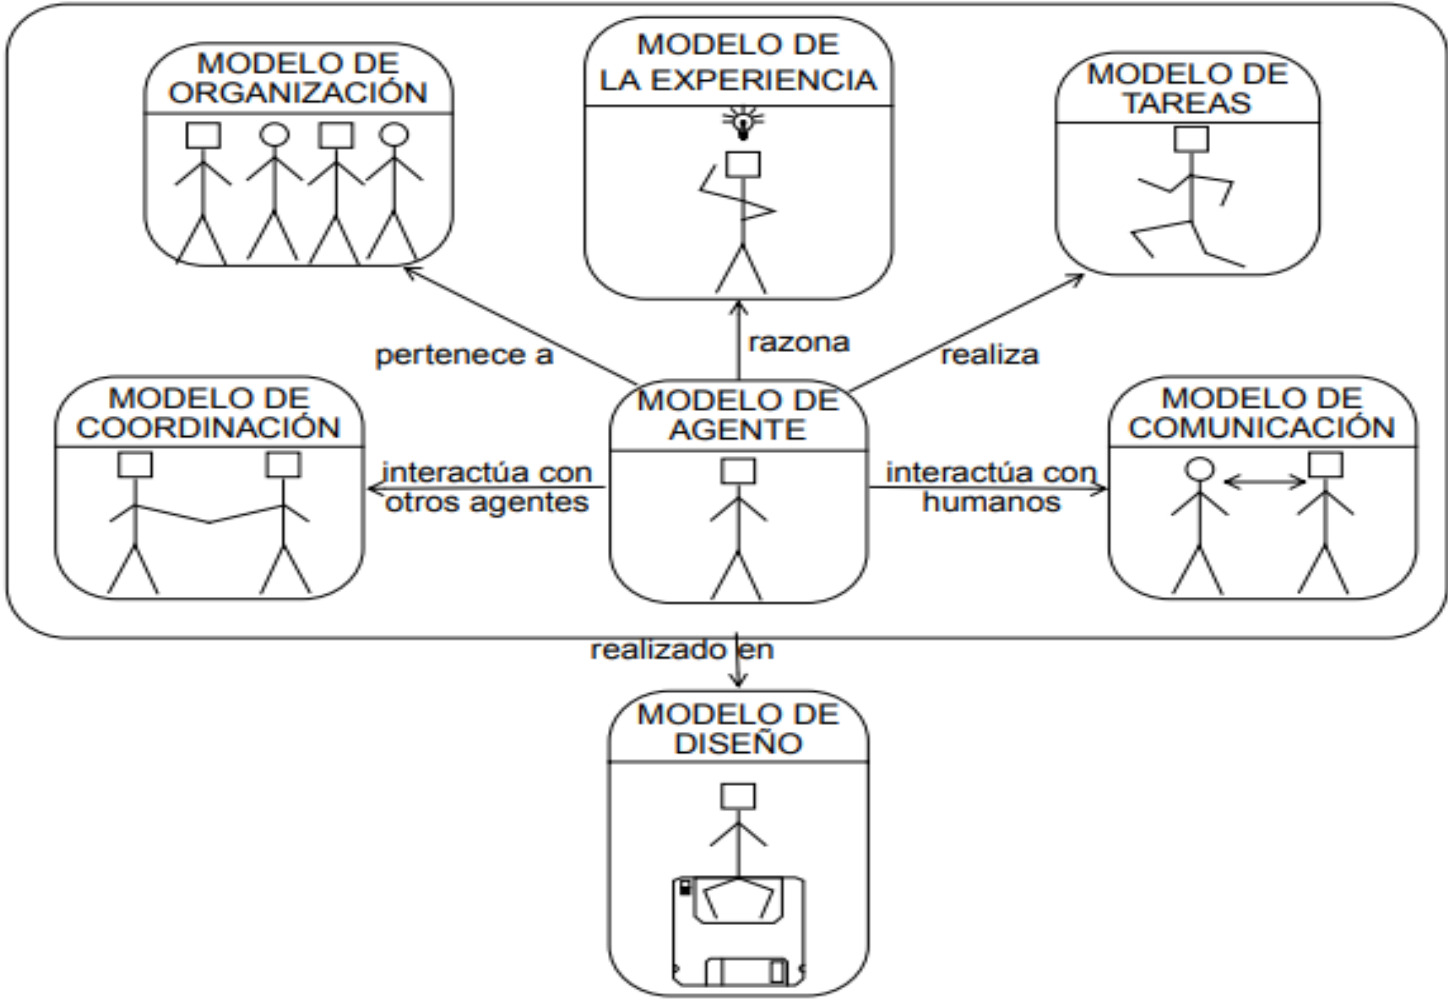 MODELO DE
ORGANIZACIÓN
MODELO DE
LA EXPERIENCIA
MODELO DE
TAREAS
pertenece a
razona
realiza
MODELO DE
COORDINACIÓN
interactúa con
otros agentes
MODELO DE
AGENTE
interactúa con
humanos
MODELO DE
COMUNICACIÓN
realizado en
MODELO DE
DISEÑO